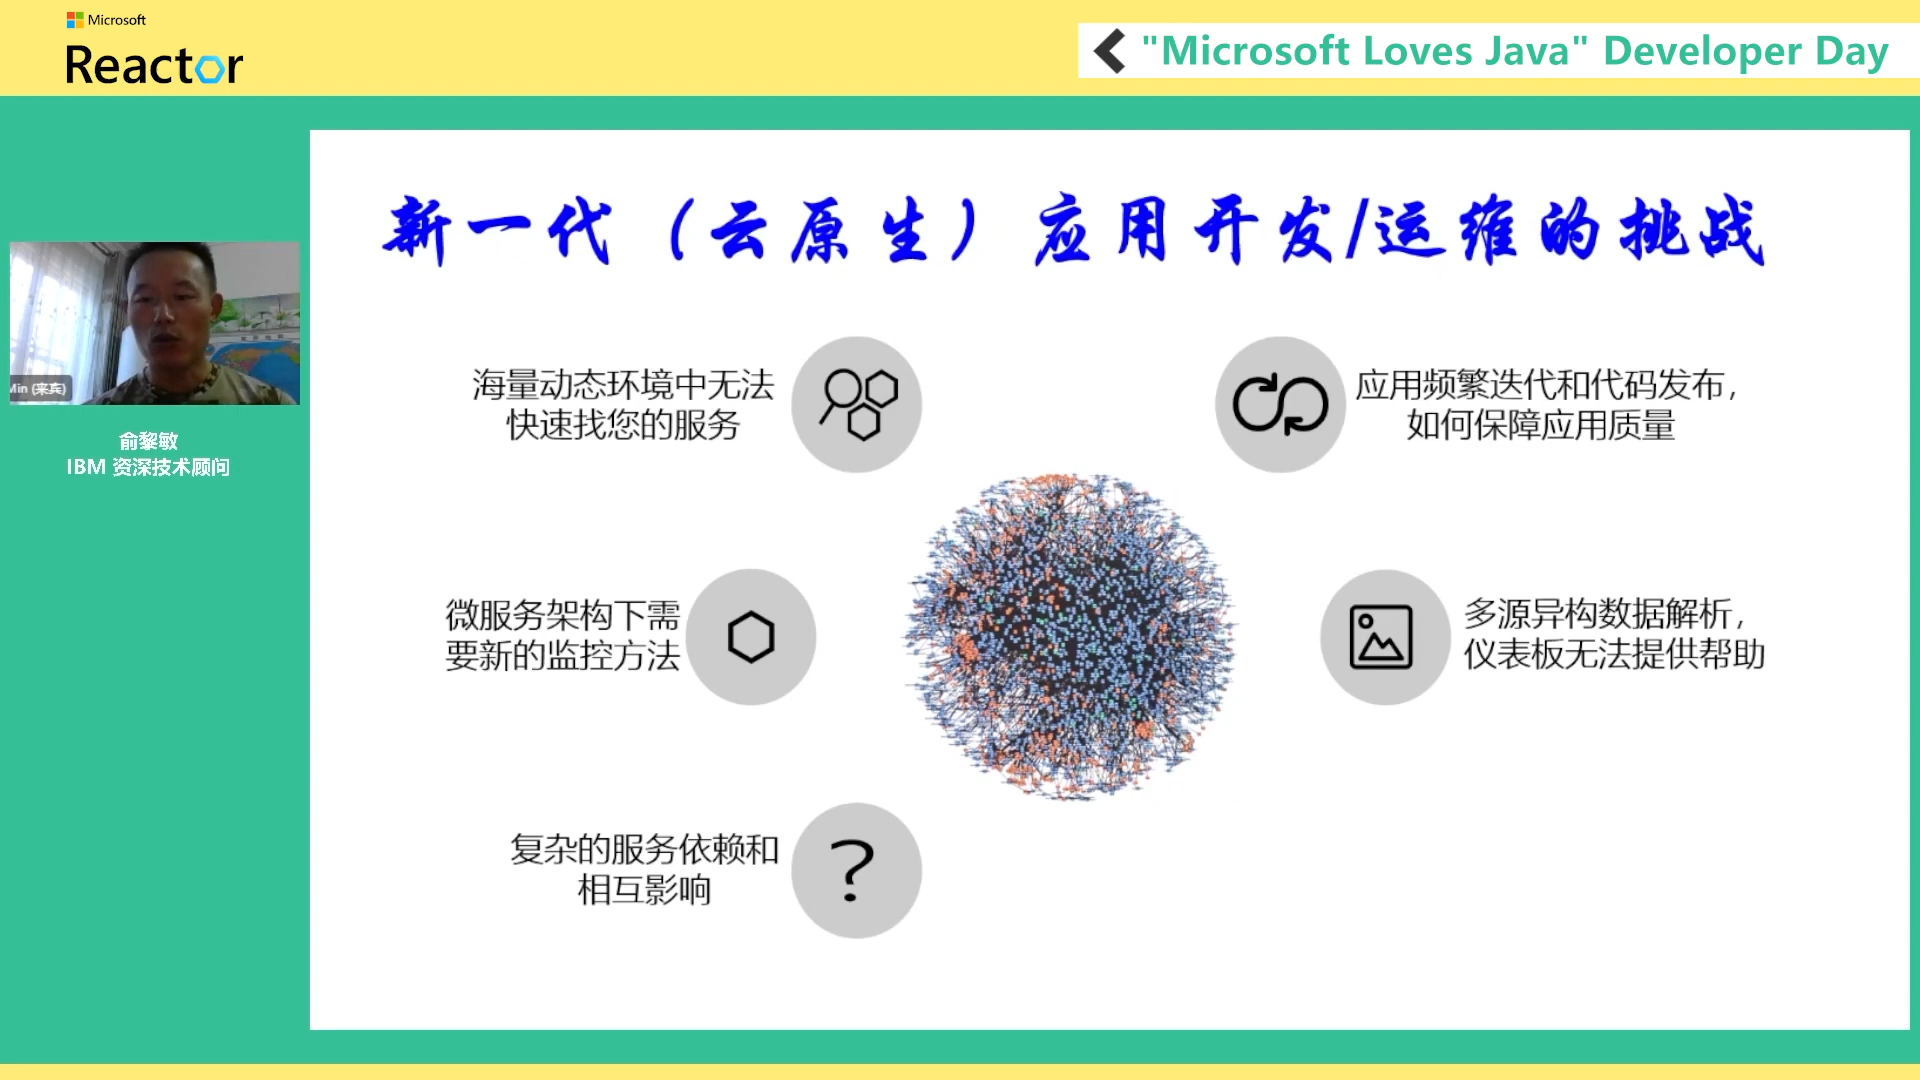 Microsoft
Reactor
"Microsoft Loves Java" Developer Day
新一代（云原生）应用开发/运维的挑战
海量动态环境中无法
快速找您的服务
应用频繁迭代和代码发布，
如何保障应用质量
Min (来宾)
俞黎敏
IBM 资深技术顾问
微服务架构下需
要新的监控方法
多源异构数据解析，
仪表板无法提供帮助
复杂的服务依赖和
相互影响
?